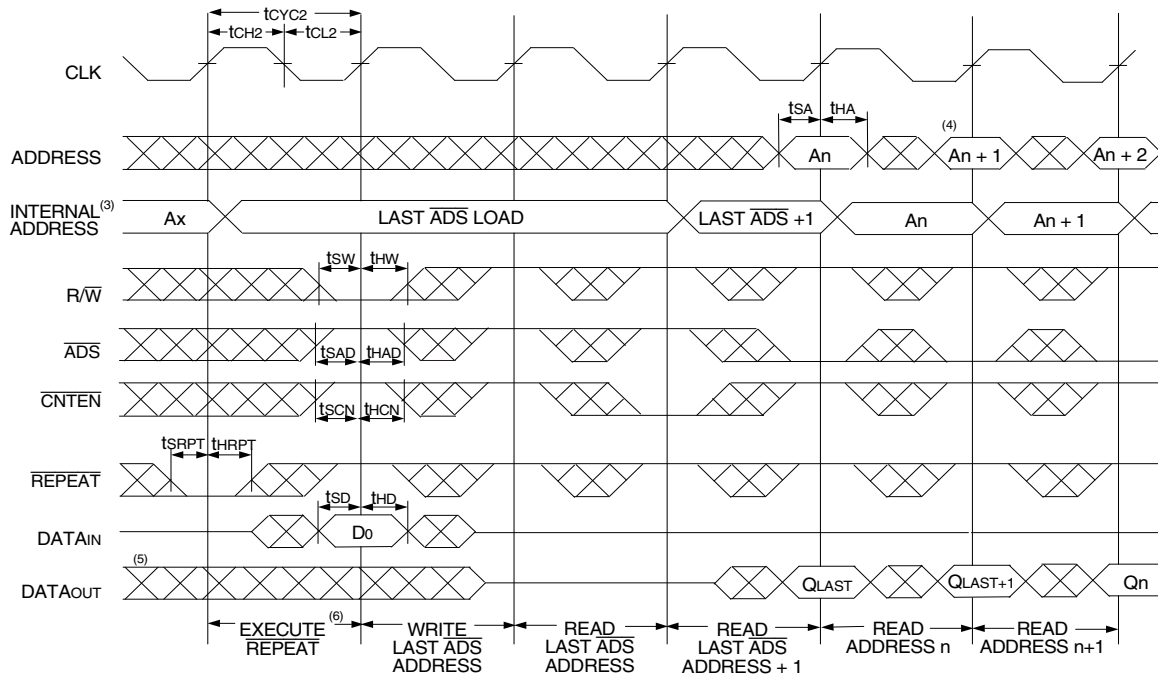 tCYC2
tCH2 tCL2
CLK
tSA tHA
(4)
ADDRESS An An + 1 An + 2
INTERNAL(3)
ADDRESS
Ax LAST ADS LOAD LAST ADS +1 An An + 1
tSW tHW
R/W
ADS
tSAD tHAD
CNTEN
tSCN tHCN
tSRPT tHRPT
REPEAT
tSD tHD
DATAIN D0
(5)
DATAOUT QLAST QLAST+1 Qn
EXECUTE(6)
REPEAT
WRITE
LAST ADS
ADDRESS
READ
LAST ADS
ADDRESS
READ
LAST ADS
ADDRESS + 1
READ
ADDRESS n
READ
ADDRESS n+1